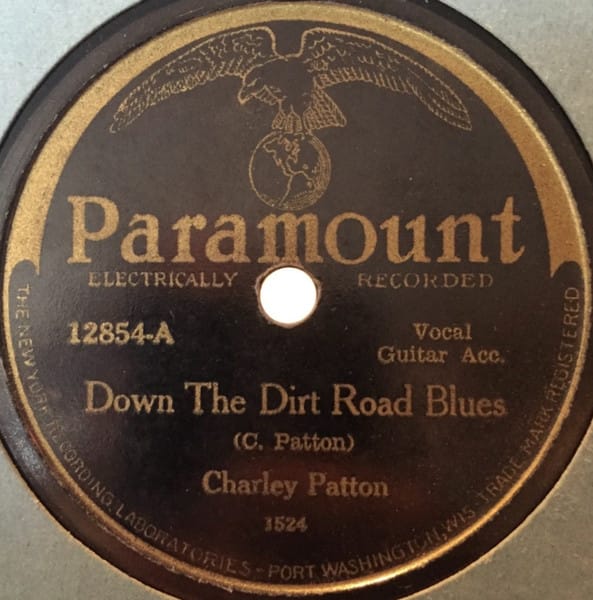 Paramount
ELECTRICALLY RECORDED
12854-A
Vocal
Guitar Acc.
Down The Dirt Road Blues
(C. Patton)
Charley Patton
1524
THE NEW YORK RECORDING LABORATORIES - PORT WASHINGTON, WIS. TRADE MARK REGISTERED